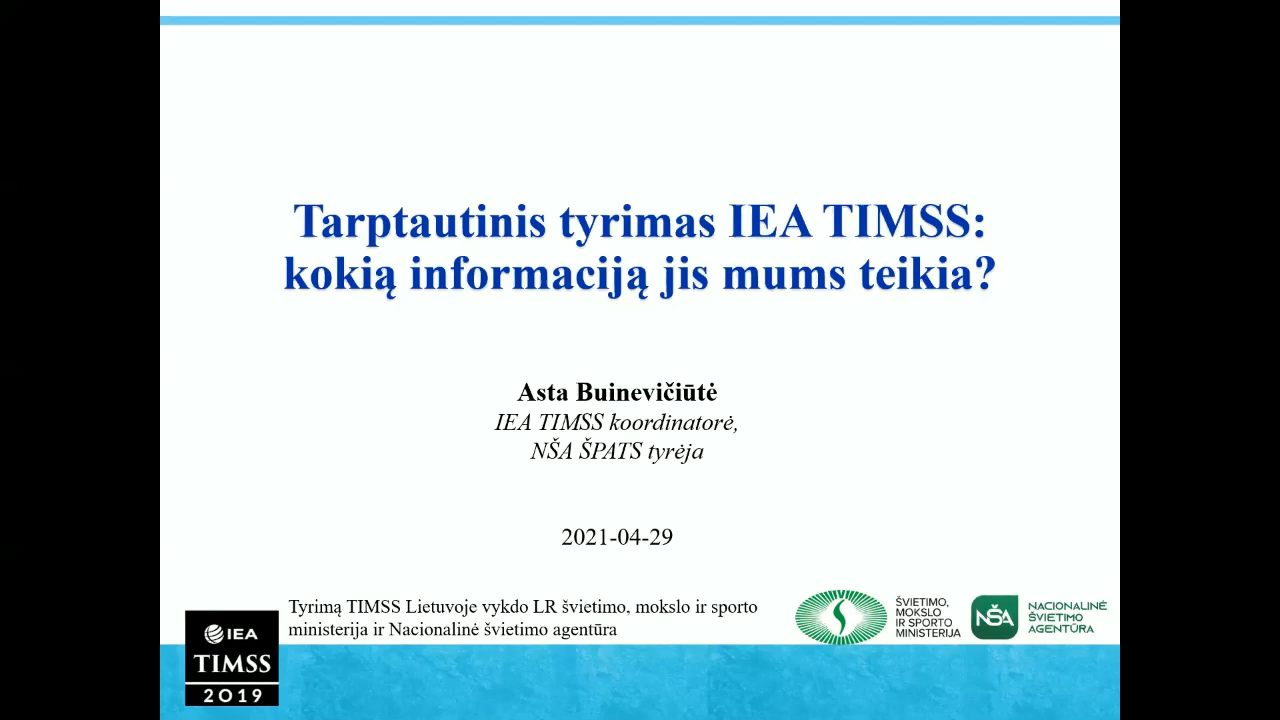 Tarptautinis tyrimas IEA TIMSS:
kokią informaciją jis mums teikia?
Asta Buinevičiūtė
IEA TIMSS koordinatorė,
NŠA ŠPATS tyrėja
2021-04-29
Tyrimą TIMSS Lietuvoje vykdo LR švietimo, mokslo ir sporto
ministerija ir Nacionalinė švietimo agentūra
IEA
TIMSS
2019
ŠVIETIMO,
MOKSLO
IR SPORTO
MINISTERIJA
NŠA
NACIONALINĖ
ŠVIETIMO
AGENTŪRA